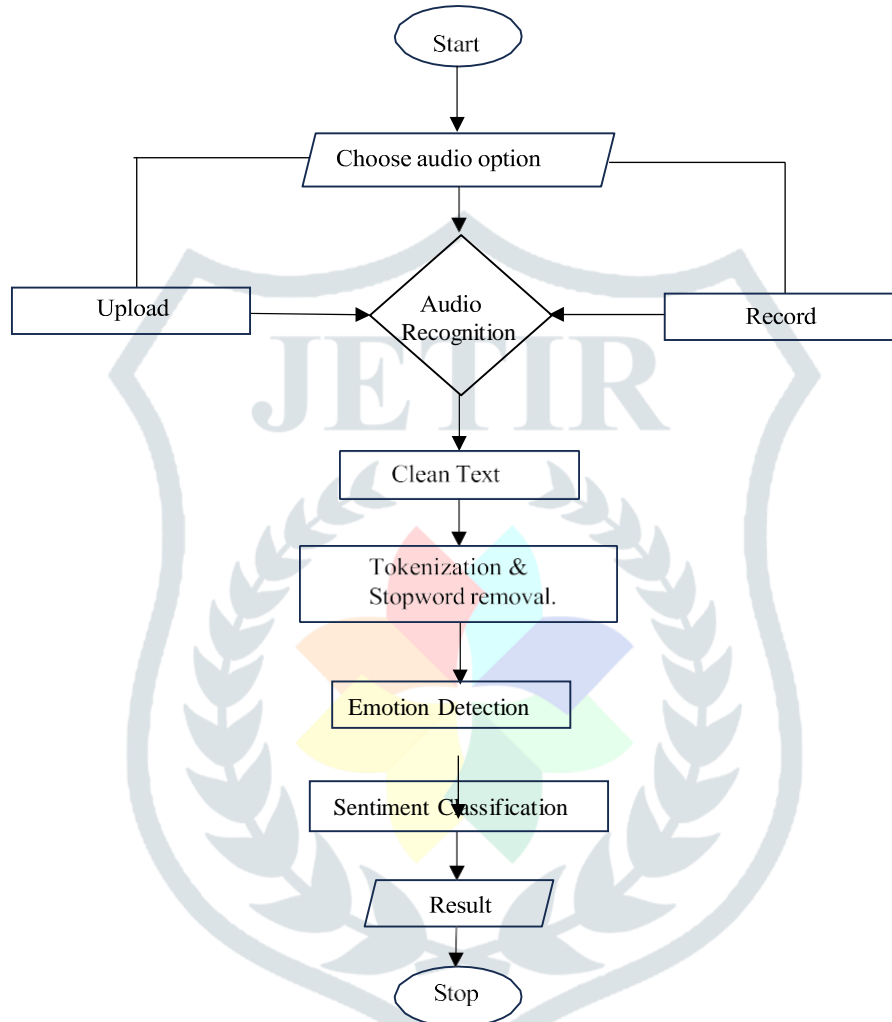 Start
Choose audio option
Upload
Audio
Recognition
Record
JETIR
Clean Text
Tokenization &
Stopword removal.
Emotion Detection
Sentiment Classification
Result
Stop